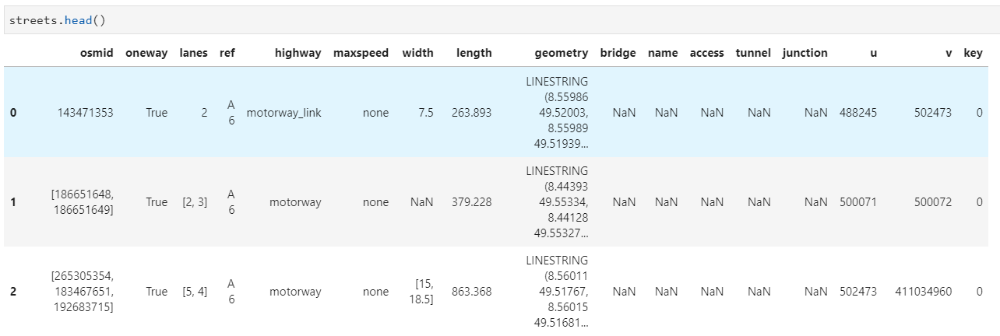 streets.head()
osmid oneway lanes ref highway maxspeed width length geometry bridge name access tunnel junction u v key
0 143471353 True 2 A 6 motorway_link none 7.5 263.893 LINESTRING (8.55986 49.52003, 8.55989 49.51939... NaN NaN NaN NaN NaN 488245 502473 0
1 [186651648, 186651649] True [2, 3] A 6 motorway none NaN 379.228 LINESTRING (8.44393 49.55334, 8.44128 49.55327... NaN NaN NaN NaN NaN 500071 500072 0
2 [265305354, 183467651, 192683715] True [5, 4] A 6 motorway none [15, 18.5] 863.368 LINESTRING (8.56011 49.51767, 8.56015 49.51681... NaN NaN NaN NaN NaN 502473 411034960 0